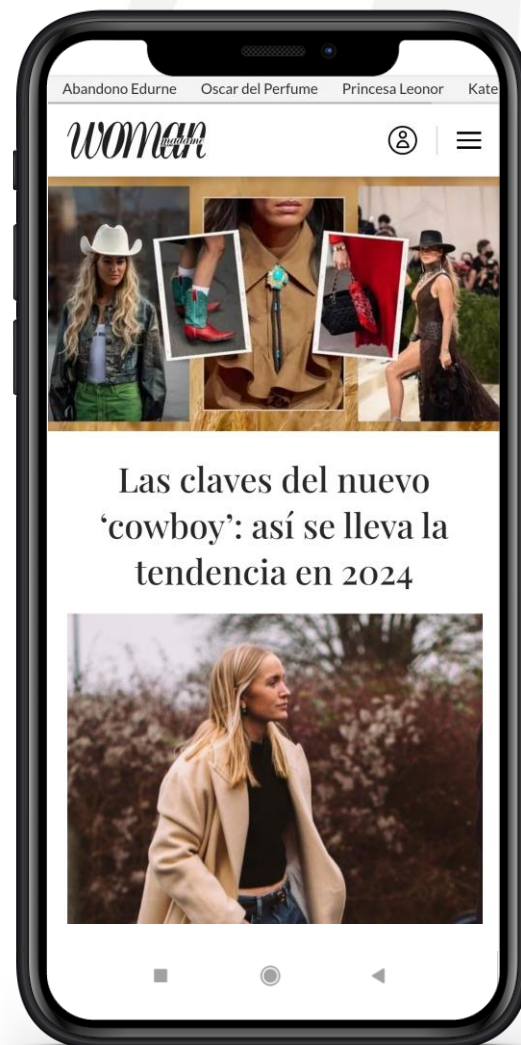 Abandono Edurne Oscar del Perfume Princesa Leonor Kate
woman
madame
Las claves del nuevo
‘cowboy’: así se lleva la
tendencia en 2024